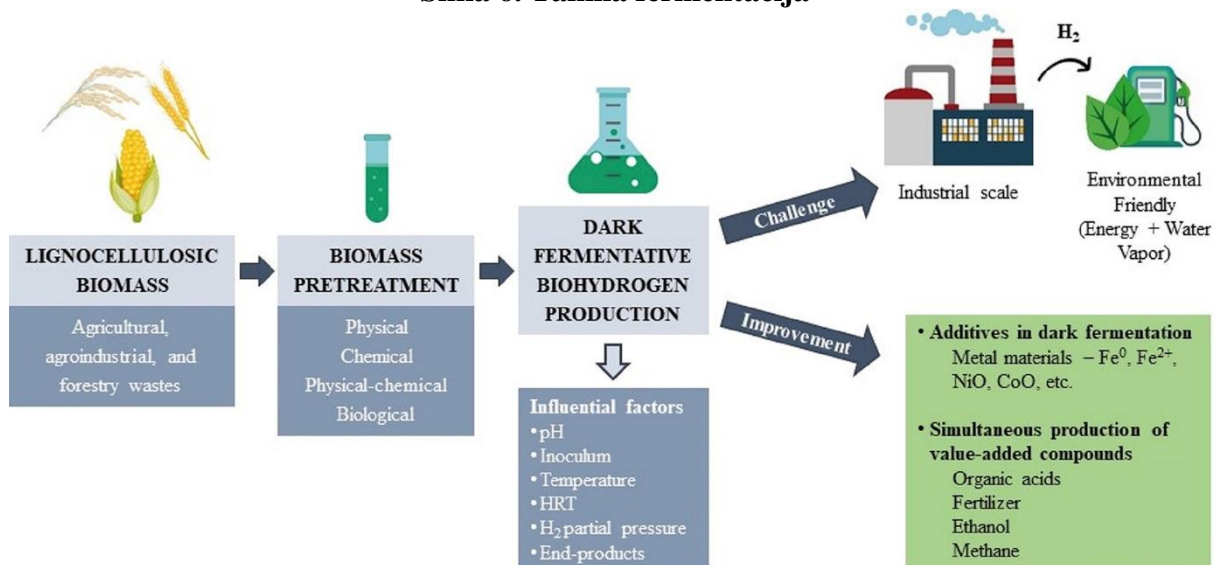 Slika 6. Tamna fermentacija
LIGNOCELLULOSIC
BIOMASS
Agricultural,
agroindustrial, and
forestry wastes
BIOMASS
PRETREATMENT
Physical
Chemical
Physical-chemical
Biological
DARK
FERMENTATIVE
BIOHYDROGEN
PRODUCTION
Influential factors
•pH
•Inoculum
•Temperature
•HRT
•H₂ partial pressure
•End-products
Challenge
Improvement
Industrial scale
H₂
Environmental
Friendly
(Energy + Water
Vapor)
• Additives in dark fermentation
Metal materials – Fe⁰, Fe²⁺,
NiO, CoO, etc.
• Simultaneous production of
value-added compounds
Organic acids
Fertilizer
Ethanol
Methane